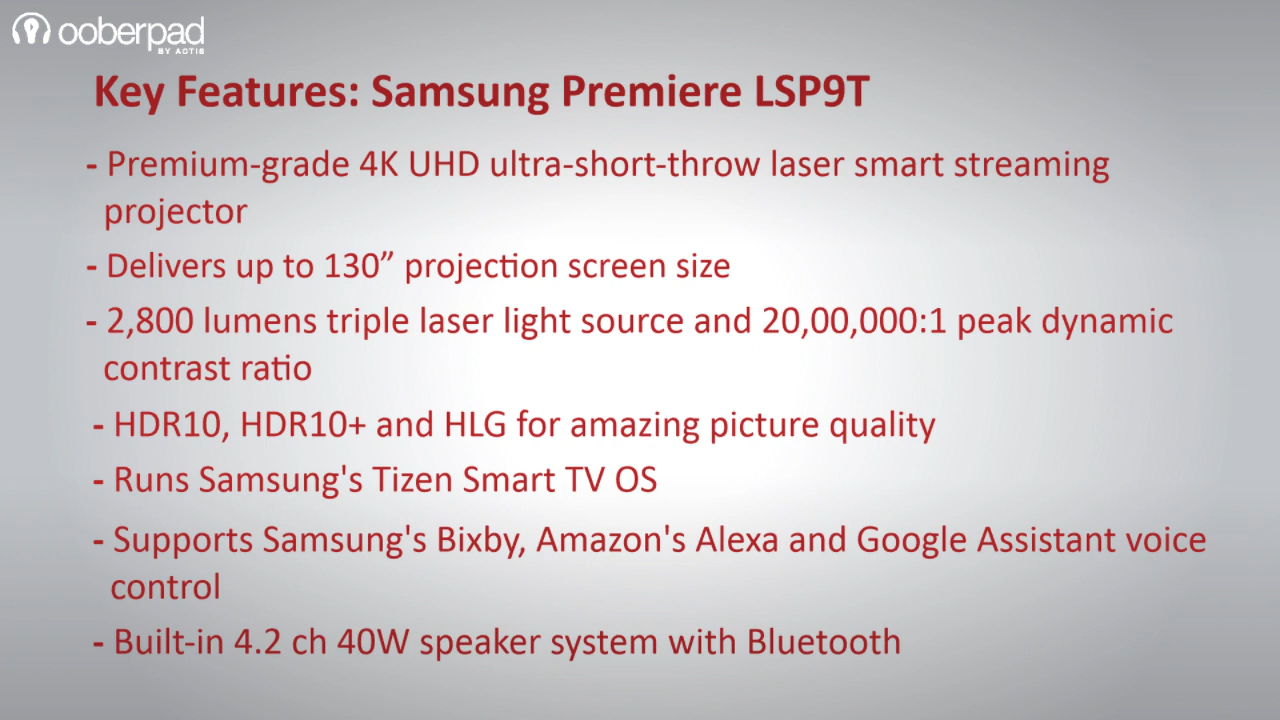 ooberpad
BY ACTIS
Key Features: Samsung Premiere LSP9T
- Premium-grade 4K UHD ultra-short-throw laser smart streaming
projector
- Delivers up to 130” projection screen size
- 2,800 lumens triple laser light source and 20,00,000:1 peak dynamic
contrast ratio
- HDR10, HDR10+ and HLG for amazing picture quality
- Runs Samsung's Tizen Smart TV OS
- Supports Samsung's Bixby, Amazon's Alexa and Google Assistant voice
control
- Built-in 4.2 ch 40W speaker system with Bluetooth